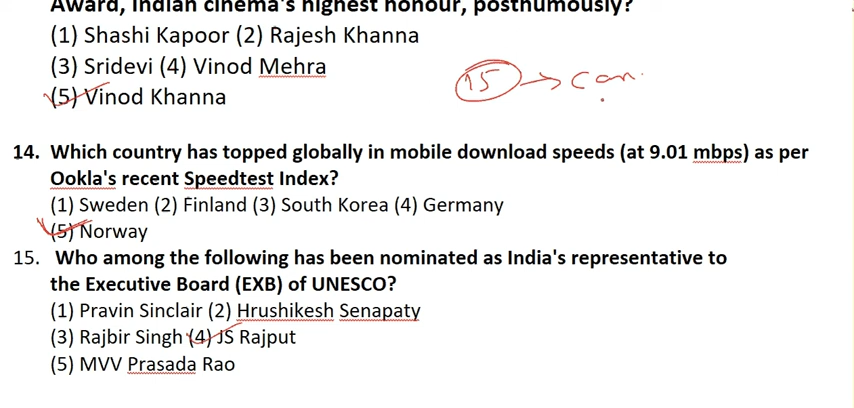 Award, Indian cinema's highest honour, posthumously?
(1) Shashi Kapoor (2) Rajesh Khanna
(3) Sridevi (4) Vinod Mehra
(5) Vinod Khanna
15 → can
14. Which country has topped globally in mobile download speeds (at 9.01 mbps) as per
Ookla's recent Speedtest Index?
(1) Sweden (2) Finland (3) South Korea (4) Germany
(5) Norway
15. Who among the following has been nominated as India's representative to
the Executive Board (EXB) of UNESCO?
(1) Pravin Sinclair (2) Hrushikesh Senapaty
(3) Rajbir Singh (4) JS Rajput
(5) MVV Prasada Rao